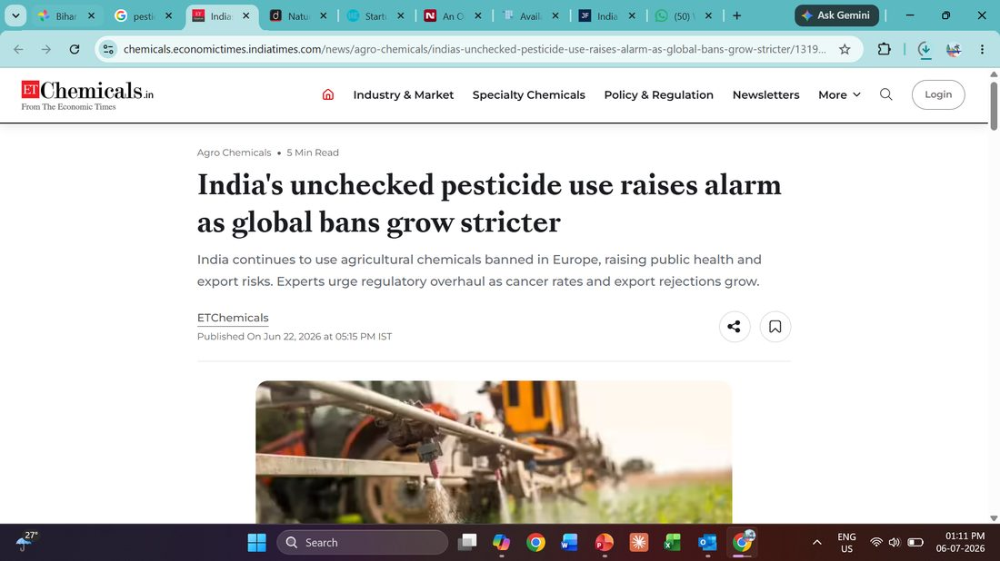 Bihar
pesti
India
Natu
Start
An O
Avail
India
(50)
Ask Gemini
chemicals.economictimes.indiatimes.com/news/agro-chemicals/indias-unchecked-pesticide-use-raises-alarm-as-global-bans-grow-stricter/1319...
ET Chemicals.in
From The Economic Times
Industry & Market
Specialty Chemicals
Policy & Regulation
Newsletters
More
Login
Agro Chemicals • 5 Min Read
India's unchecked pesticide use raises alarm
as global bans grow stricter
India continues to use agricultural chemicals banned in Europe, raising public health and
export risks. Experts urge regulatory overhaul as cancer rates and export rejections grow.
ETChemicals
Published On Jun 22, 2026 at 05:15 PM IST
27°
Search
ENG
US
01:11 PM
06-07-2026